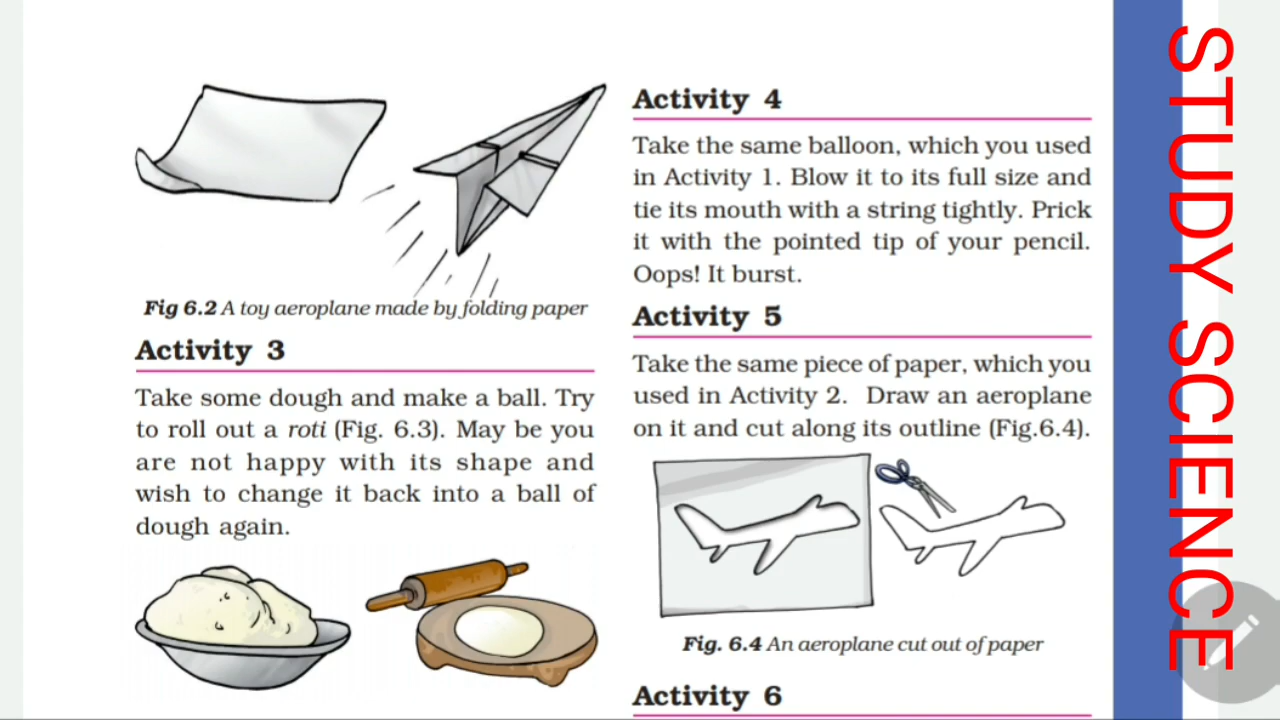 Fig 6.2 A toy aeroplane made by folding paper
Activity 3
Take some dough and make a ball. Try
to roll out a roti (Fig. 6.3). May be you
are not happy with its shape and
wish to change it back into a ball of
dough again.
Activity 4
Take the same balloon, which you used
in Activity 1. Blow it to its full size and
tie its mouth with a string tightly. Prick
it with the pointed tip of your pencil.
Oops! It burst.
Activity 5
Take the same piece of paper, which you
used in Activity 2. Draw an aeroplane
on it and cut along its outline (Fig.6.4).
Fig. 6.4 An aeroplane cut out of paper
Activity 6
STUDY SCIENCE